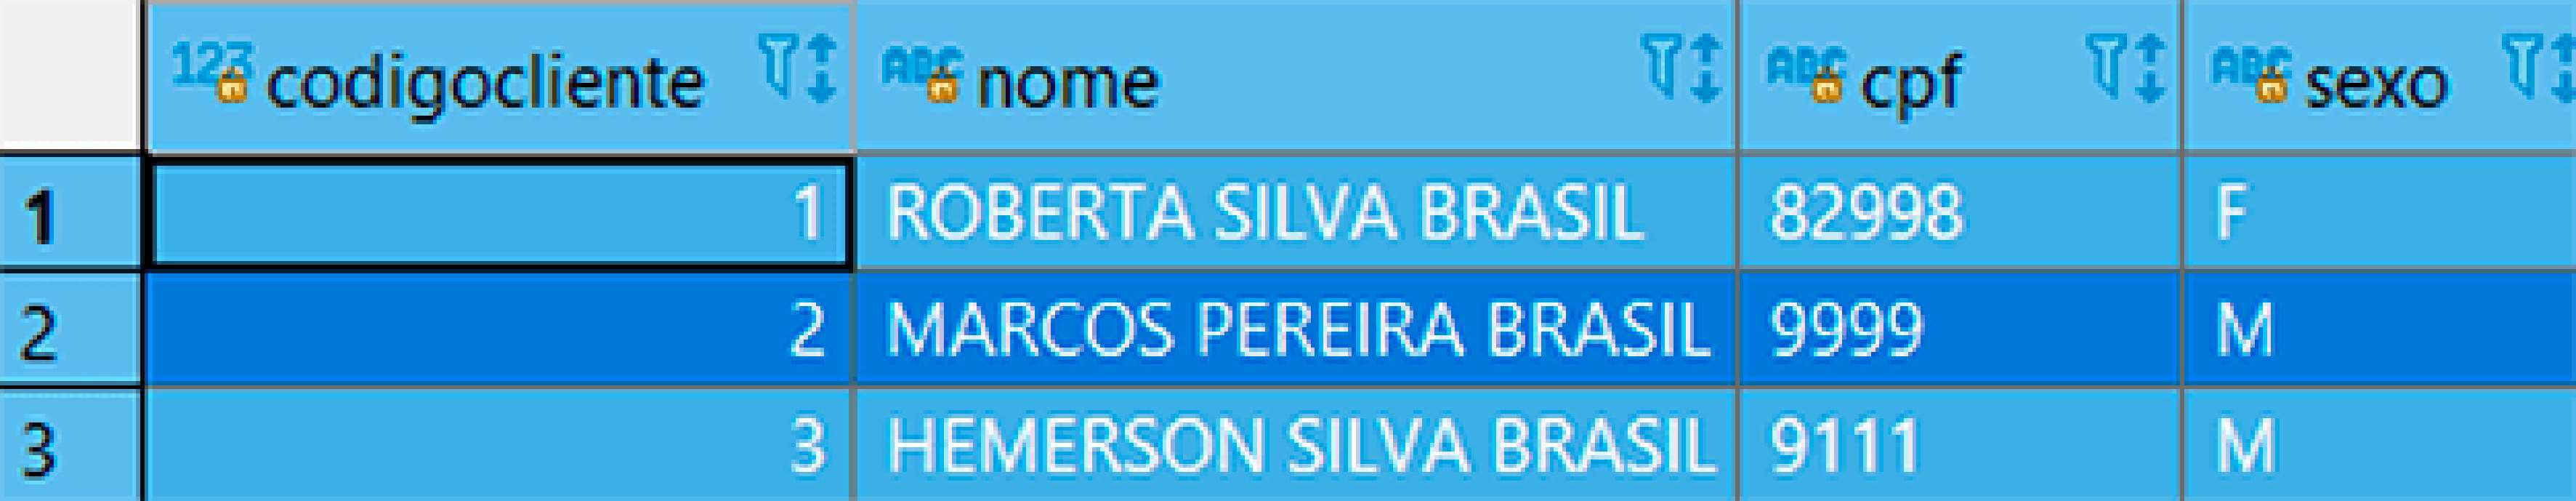 123 codigocliente ABC nome ABC cpf ABC sexo
1 1 ROBERTA SILVA BRASIL 82998 F
2 2 MARCOS PEREIRA BRASIL 9999 M
3 3 HEMERSON SILVA BRASIL 9111 M